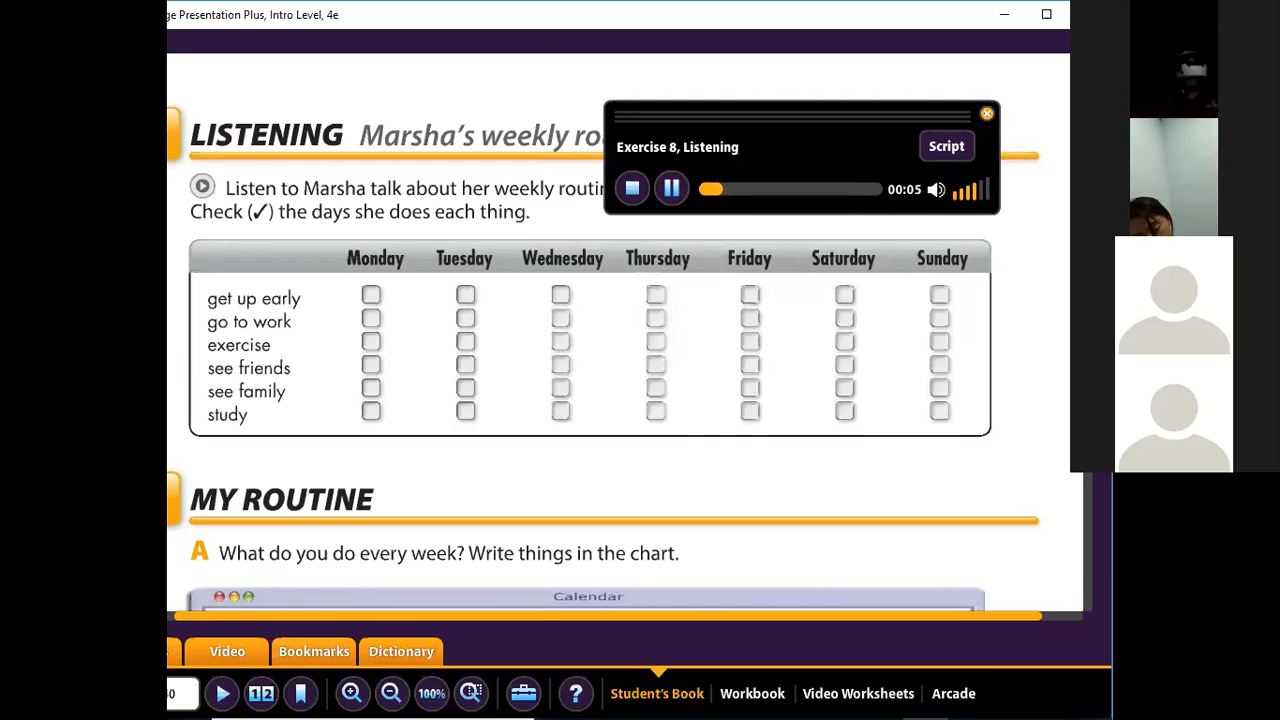 ge Presentation Plus, Intro Level, 4e
LISTENING Marsha's weekly ro
Exercise 8, Listening
Script
00:05
Listen to Marsha talk about her weekly routin
Check (✓) the days she does each thing.
Monday Tuesday Wednesday Thursday Friday Saturday Sunday
get up early
go to work
exercise
see friends
see family
study
MY ROUTINE
A What do you do every week? Write things in the chart.
Calendar
Video Bookmarks Dictionary
0 12 100% ? Student's Book Workbook Video Worksheets Arcade